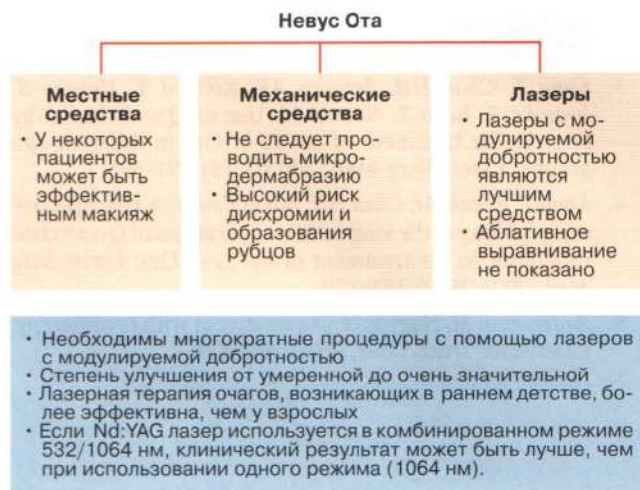 Невус Ота
Местные
средства
• У некоторых
пациентов
может быть
эффектив-
ным макияж
Механические
средства
• Не следует про-
водить микро-
дермабразию
• Высокий риск
дисхромии и
образования
рубцов
Лазеры
• Лазеры с мо-
дулируемой
добротностью
являются
лучшим
средством
• Аблативное
выравнивание
не показано
• Необходимы многократные процедуры с помощью лазеров
с модулируемой добротностью
• Степень улучшения от умеренной до очень значительной
• Лазерная терапия очагов, возникающих в раннем детстве, бо-
лее эффективна, чем у взрослых
• Если Nd:YAG лазер используется в комбинированном режиме
532/1064 нм, клинический результат может быть лучше, чем
при использовании одного режима (1064 нм).